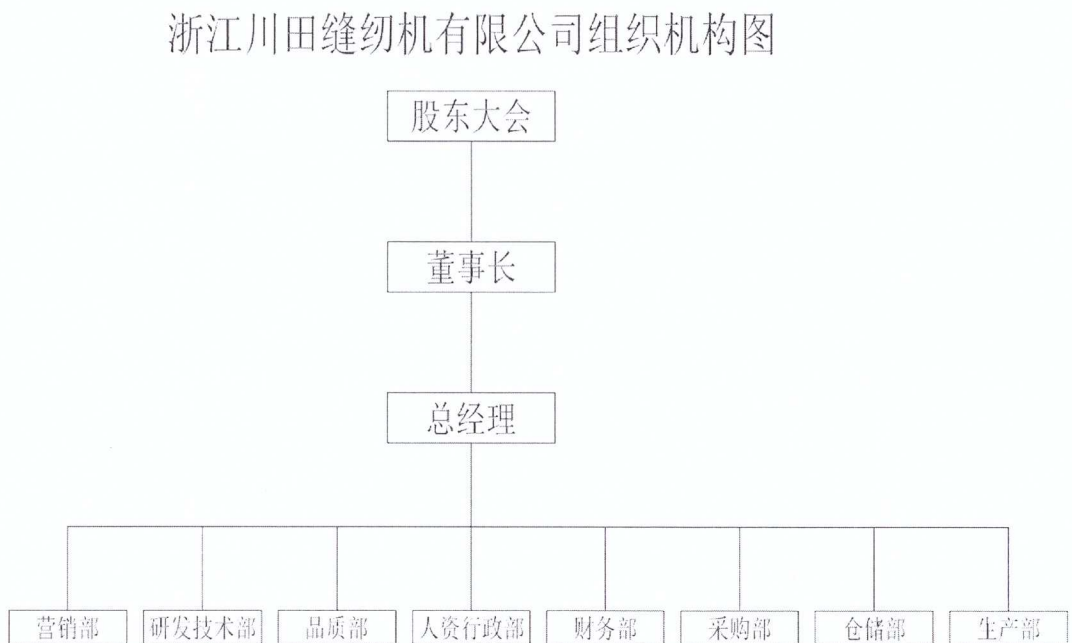 浙江川田缝纫机有限公司组织机构图
股东大会
董事长
总经理
营销部
研发技术部
品质部
人资行政部
财务部
采购部
仓储部
生产部